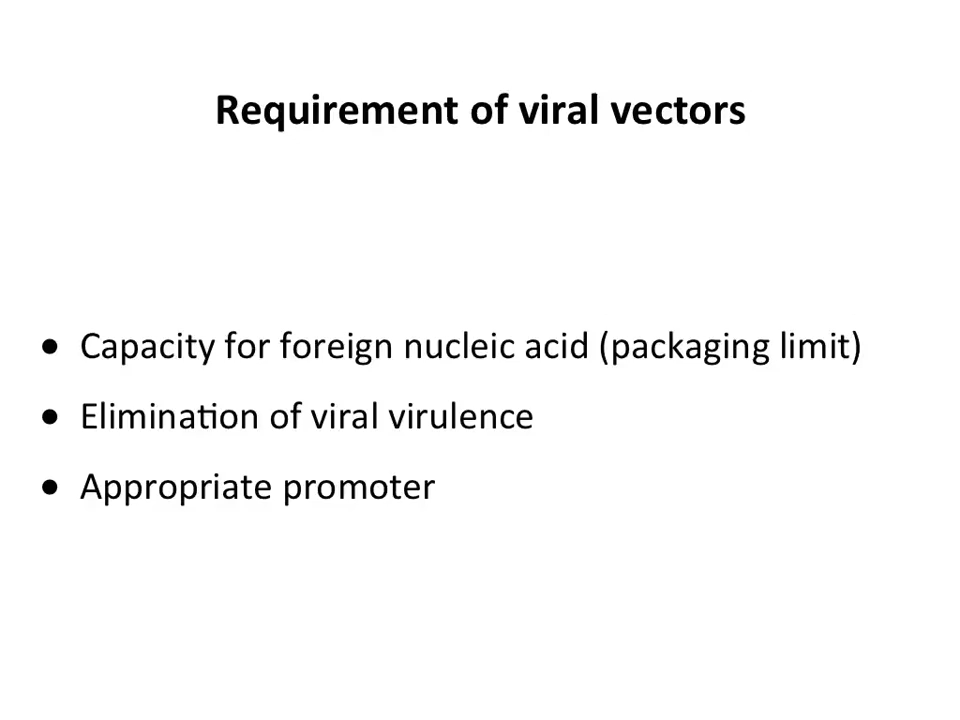 Requirement of viral vectors
● Capacity for foreign nucleic acid (packaging limit)
● Elimination of viral virulence
● Appropriate promoter